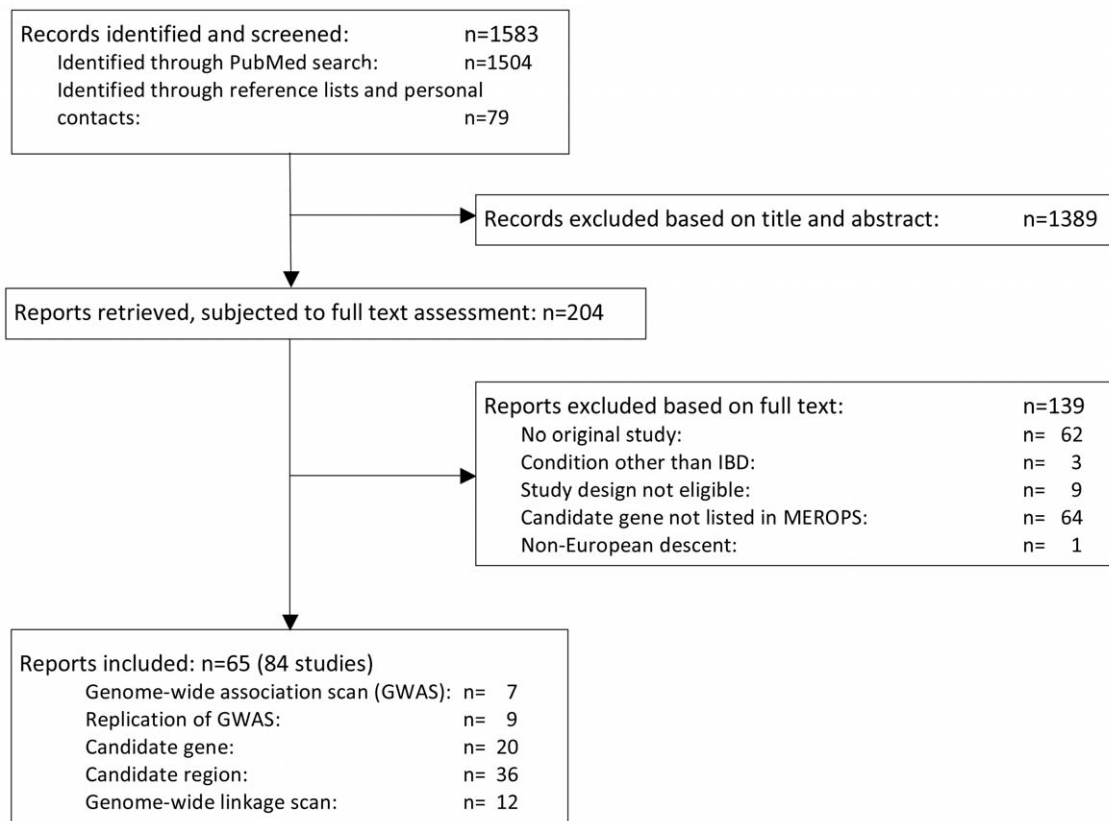 Records identified and screened: n=1583
Identified through PubMed search: n=1504
Identified through reference lists and personal
contacts: n=79
Records excluded based on title and abstract: n=1389
Reports retrieved, subjected to full text assessment: n=204
Reports excluded based on full text: n=139
No original study: n= 62
Condition other than IBD: n= 3
Study design not eligible: n= 9
Candidate gene not listed in MEROPS: n= 64
Non-European descent: n= 1
Reports included: n=65 (84 studies)
Genome-wide association scan (GWAS): n= 7
Replication of GWAS: n= 9
Candidate gene: n= 20
Candidate region: n= 36
Genome-wide linkage scan: n= 12